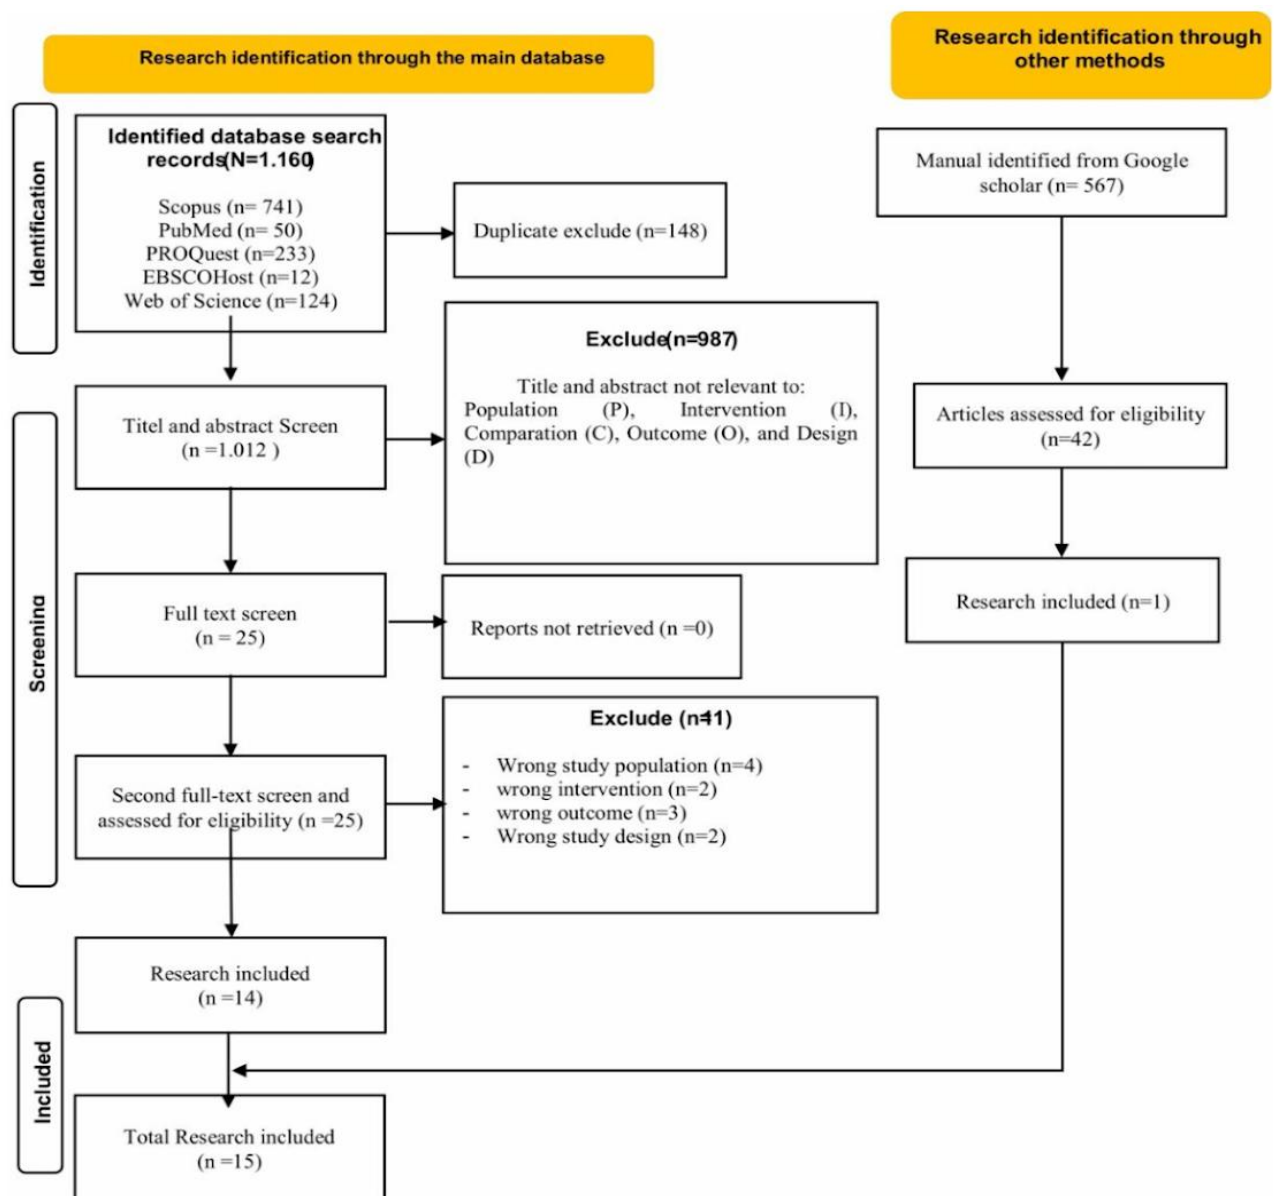 Research identification through the main database
Research identification through
other methods
Identification
Identified database search
records(N=1.160)
Scopus (n= 741)
PubMed (n= 50)
PROQuest (n=233)
EBSCOHost (n=12)
Web of Science (n=124)
Duplicate exclude (n=148)
Manual identified from Google
scholar (n= 567)
Screening
Titel and abstract Screen
(n =1.012 )
Exclude(n=987)
Title and abstract not relevant to:
Population (P), Intervention (I),
Comparation (C), Outcome (O), and Design
(D)
Articles assessed for eligibility
(n=42)
Full text screen
(n = 25)
Reports not retrieved (n =0)
Research included (n=1)
Second full-text screen and
assessed for eligibility (n =25)
Exclude (n=11)
- Wrong study population (n=4)
- wrong intervention (n=2)
- wrong outcome (n=3)
- Wrong study design (n=2)
Included
Research included
(n =14)
Total Research included
(n =15)